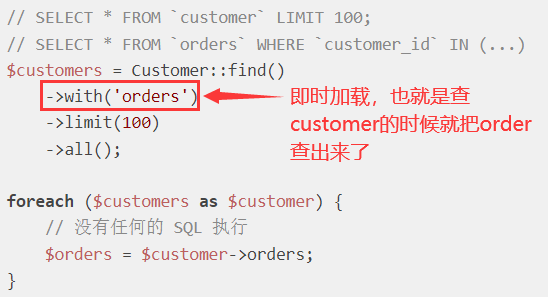 // SELECT * FROM `customer` LIMIT 100;
// SELECT * FROM `orders` WHERE `customer_id` IN (...)
$customers = Customer::find()
->with('orders')
->limit(100)
->all();
即时加载，也就是查
customer的时候就把order
查出来了
foreach ($customers as $customer) {
// 没有任何的 SQL 执行
$orders = $customer->orders;
}